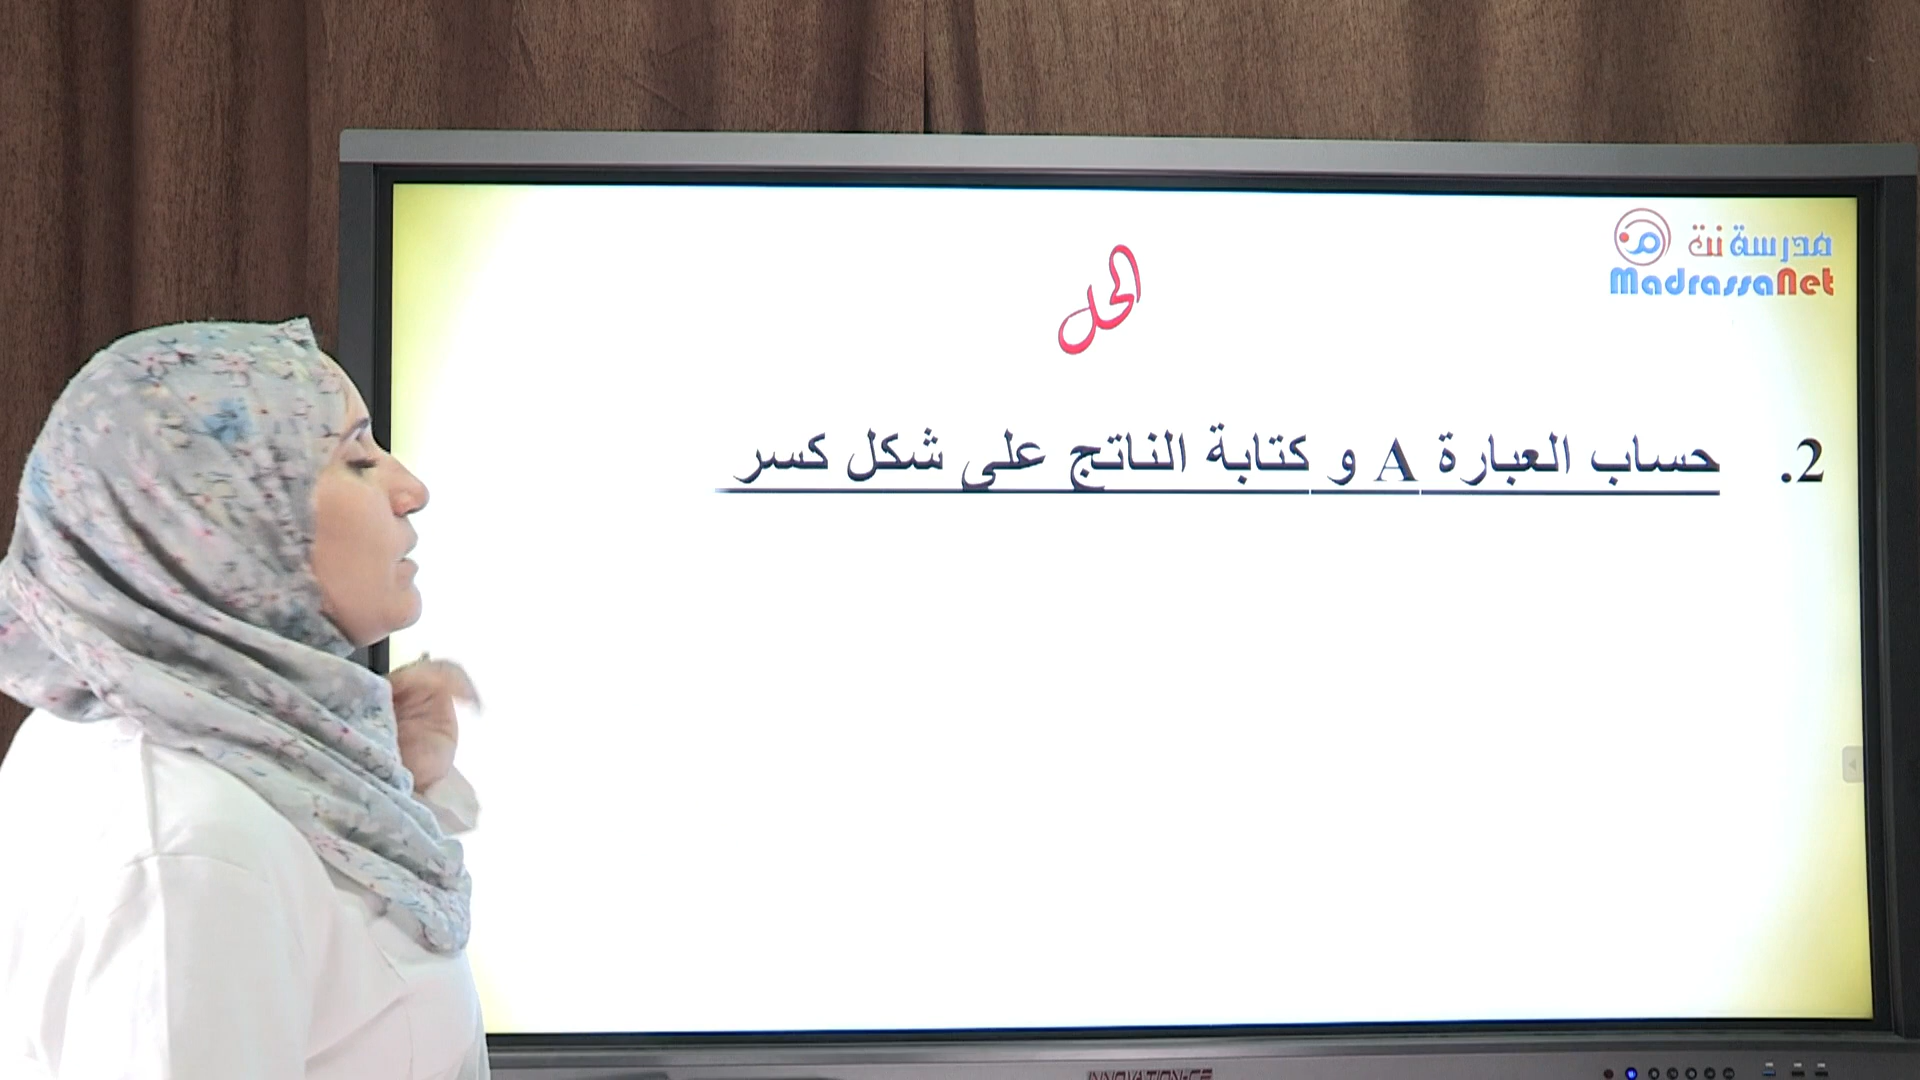 مدرسة نت
MadrassaNet
الحل
2. حساب العبارة A و كتابة الناتج على شكل كسر